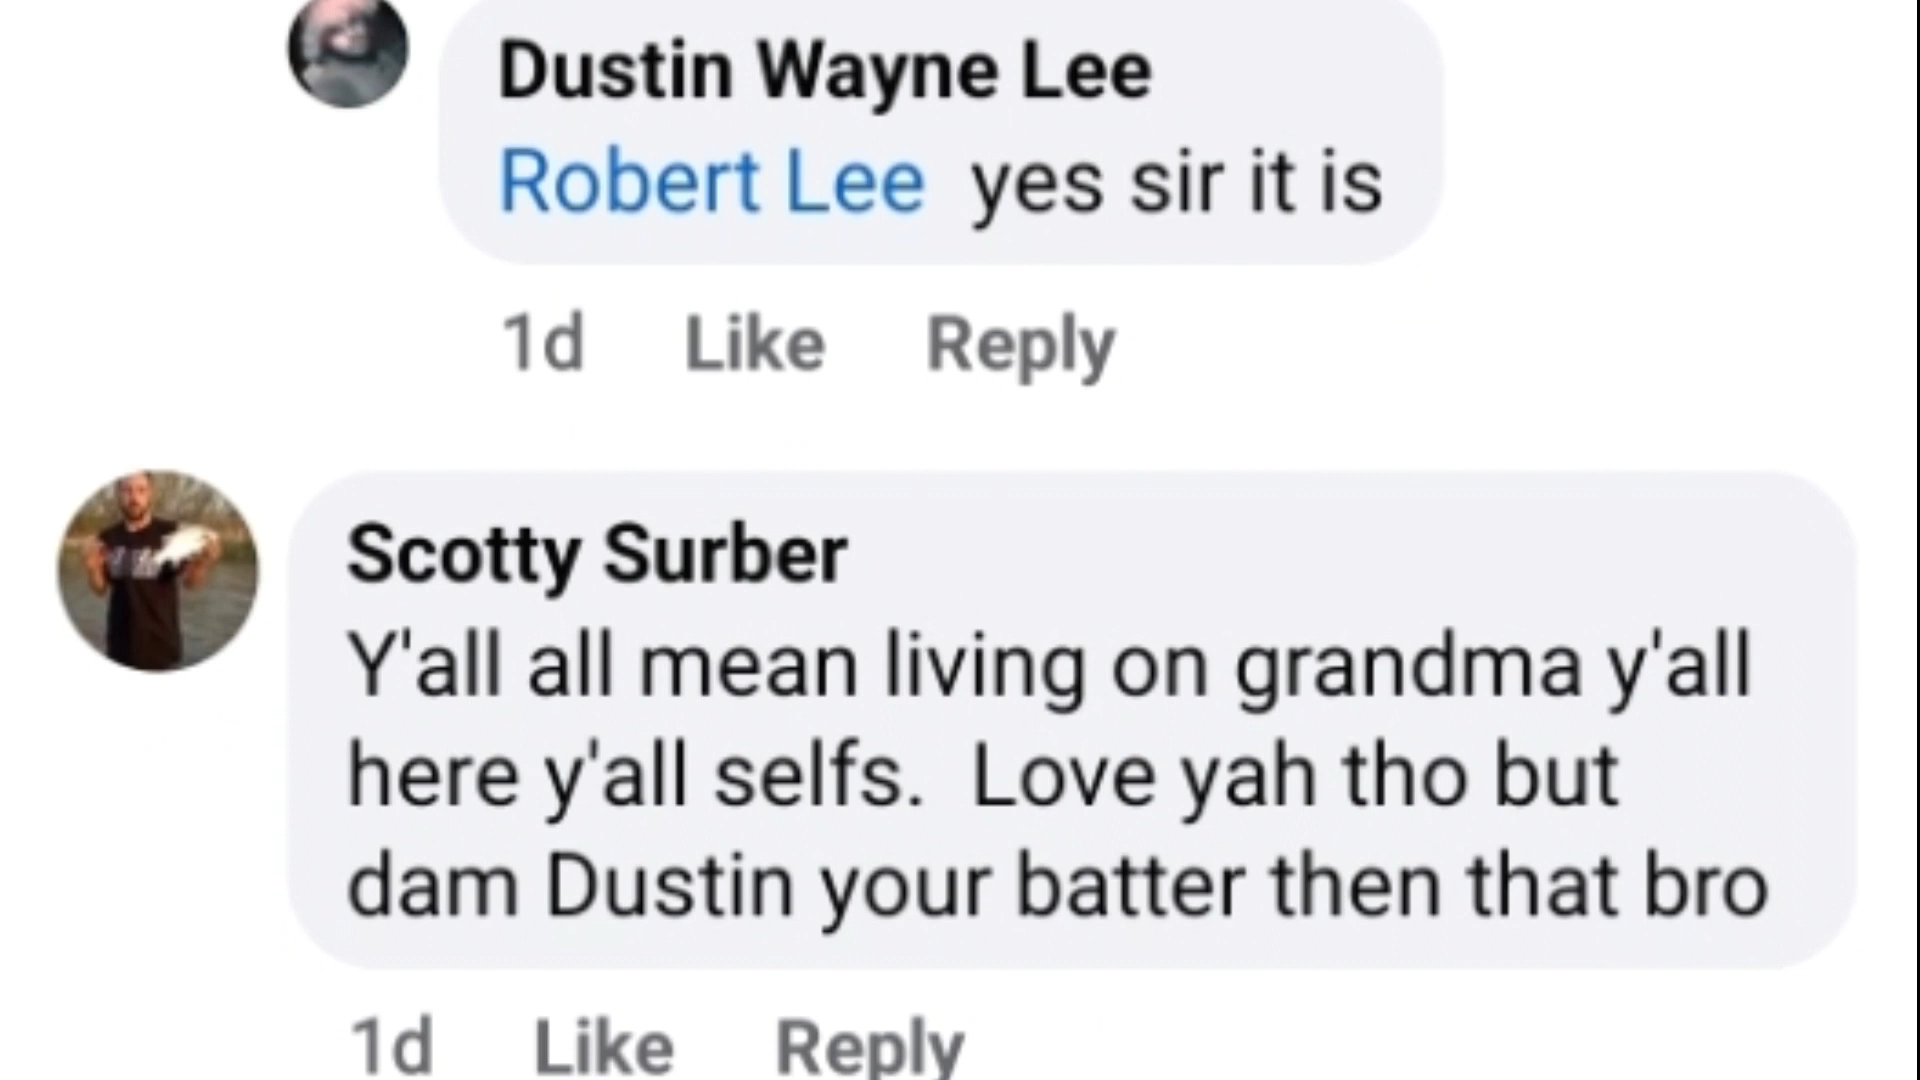 Dustin Wayne Lee
Robert Lee yes sir it is
1d Like Reply
Scotty Surber
Y'all all mean living on grandma y'all
here y'all selfs. Love yah tho but
dam Dustin your batter then that bro
1d Like Reply